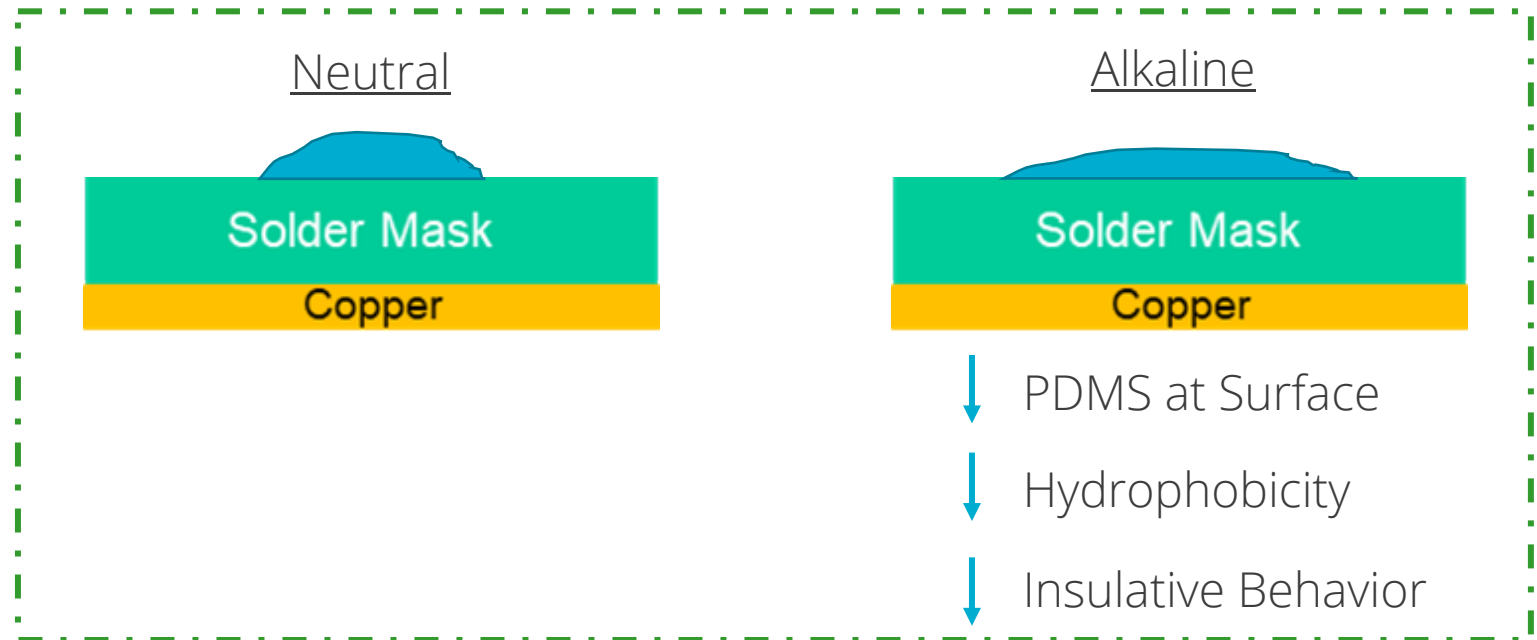 Neutral
Alkaline
Solder Mask
Solder Mask
Copper
Copper
PDMS at Surface
Hydrophobicity
Insulative Behavior